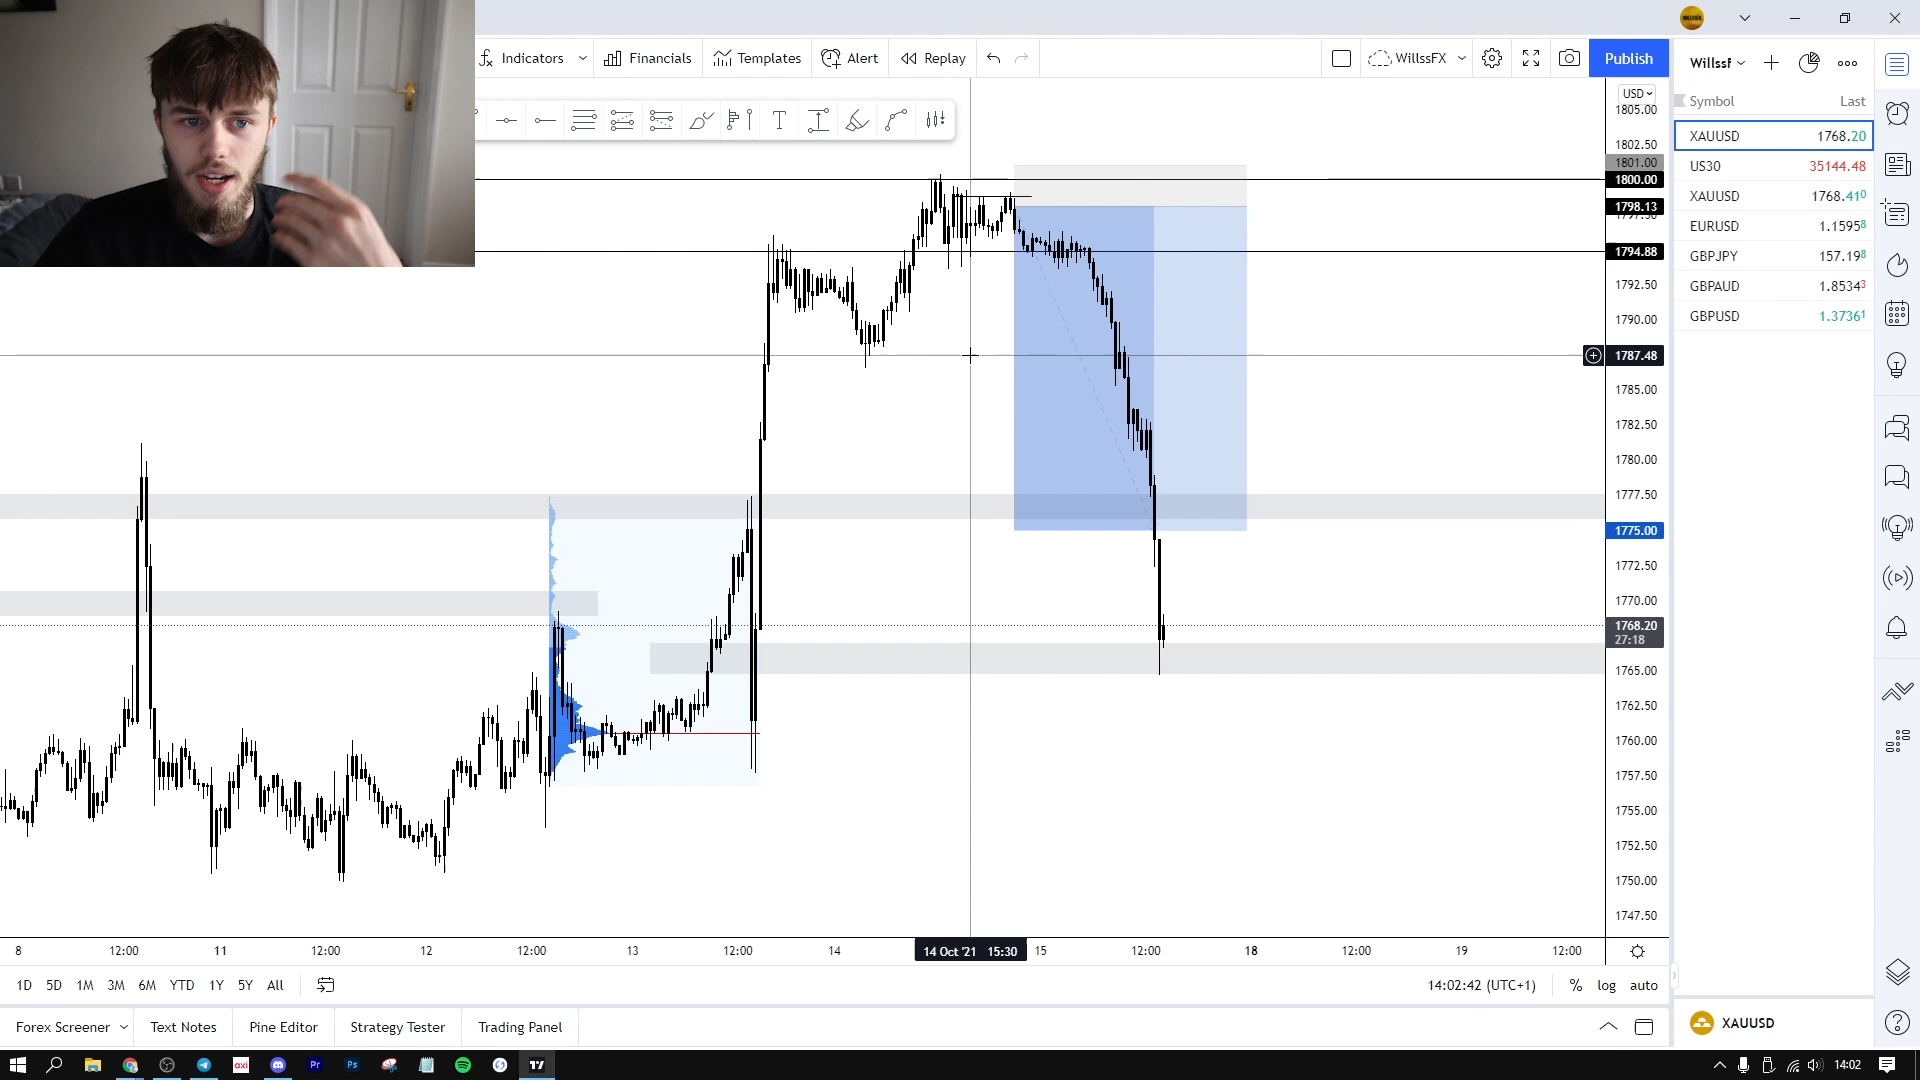 Indicators
Financials
Templates
Alert
Replay
WillssFX
Publish
Willssf
USD
1805.00
1802.50
1801.00
1800.00
1798.13
1794.88
1792.50
1790.00
1787.48
1785.00
1782.50
1780.00
1777.50
1775.00
1772.50
1770.00
1768.20
27:18
1765.00
1762.50
1760.00
1757.50
1755.00
1752.50
1750.00
1747.50
Symbol Last
XAUUSD 1768.20
US30 35144.48
XAUUSD 1768.410
EURUSD 1.15958
GBPJPY 157.198
GBPAUD 1.85343
GBPUSD 1.37361
8 12:00 11 12:00 12 12:00 13 12:00 14 14 Oct '21 15:30 15 12:00 18 12:00 19 12:00
1D 5D 1M 3M 6M YTD 1Y 5Y All
14:02:42 (UTC+1) % log auto
Forex Screener Text Notes Pine Editor Strategy Tester Trading Panel
XAUUSD
axi Pr Ps
14:02